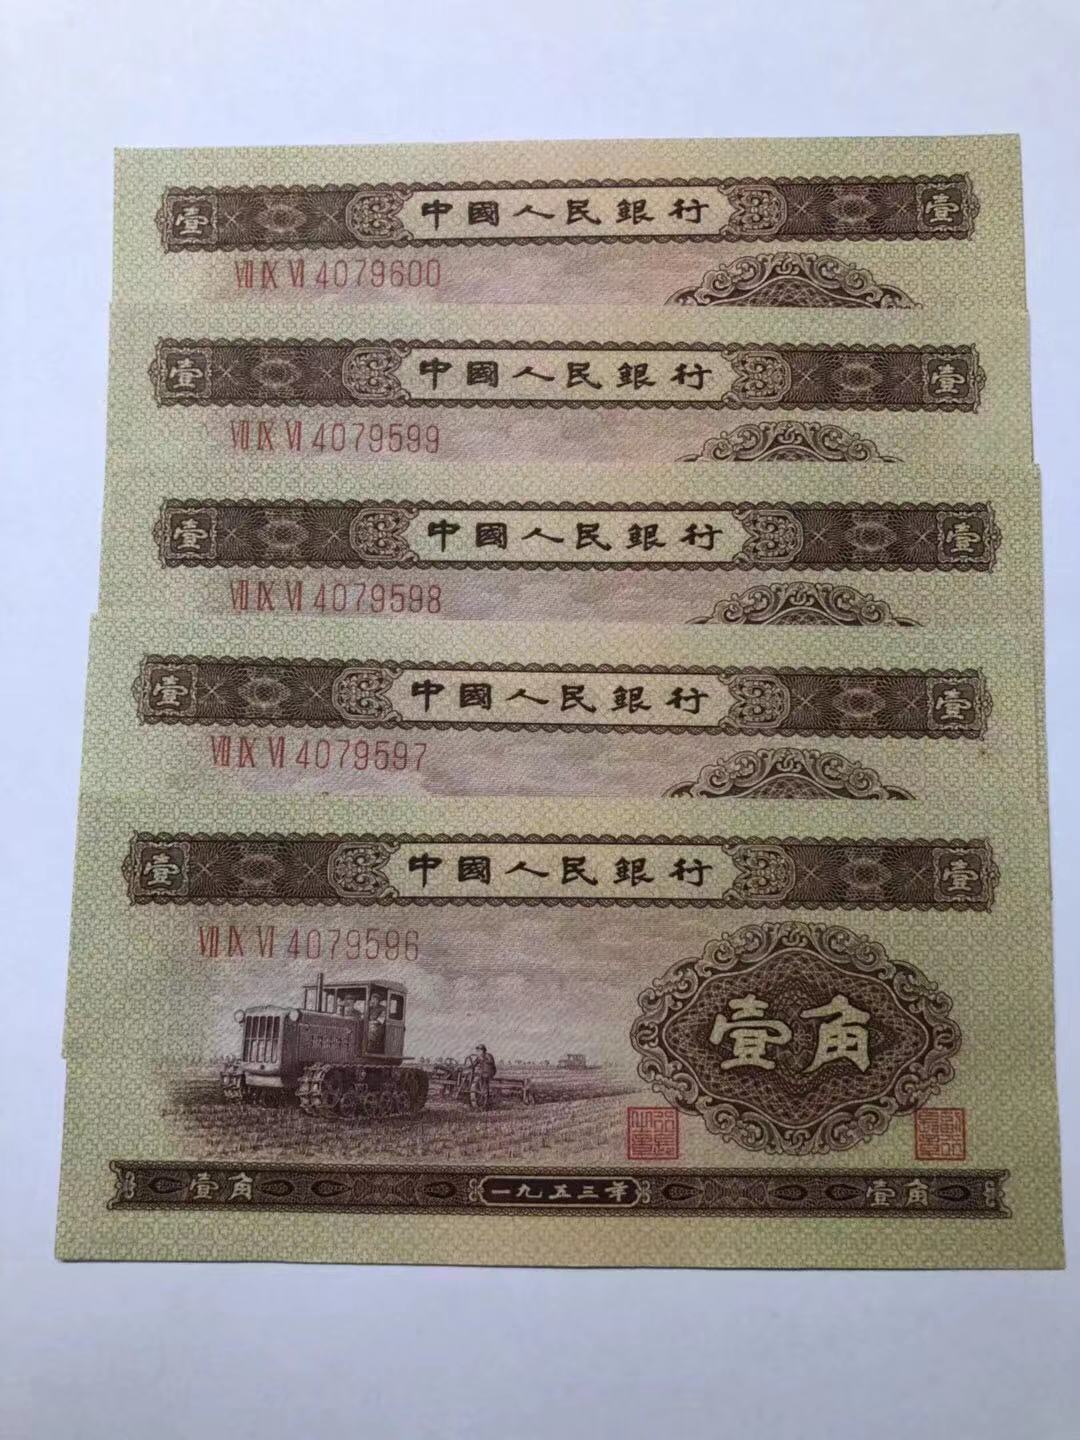 壹 中國人民銀行 壹
VII IX VI 4079600
壹 中國人民銀行 壹
VII IX VI 4079599
壹 中國人民銀行 壹
VII IX VI 4079598
壹 中國人民銀行 壹
VII IX VI 4079597
壹 中國人民銀行 壹
VII IX VI 4079596
壹角
壹角 一九五三年 壹角